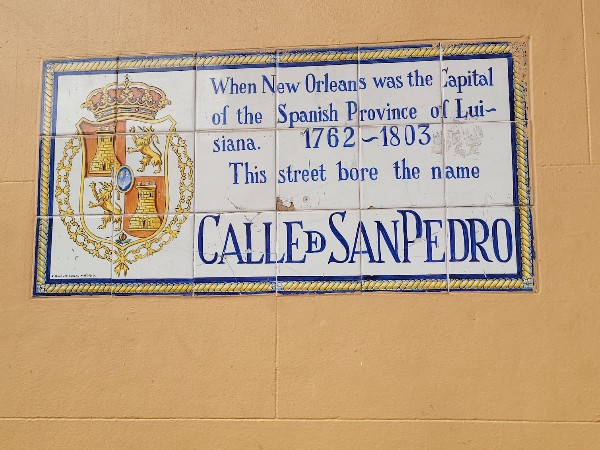 When New Orleans was the Capital
of the Spanish Province of Lui~
siana. 1762~1803
This street bore the name
CALLE DE SAN PEDRO